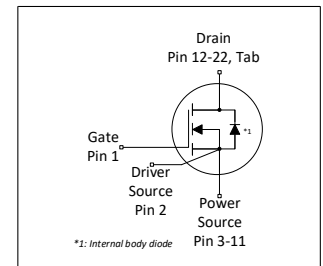 Drain
Pin 12-22, Tab
*1
Gate
Pin 1
Driver
Source
Pin 2
Power
Source
Pin 3-11
*1: Internal body diode